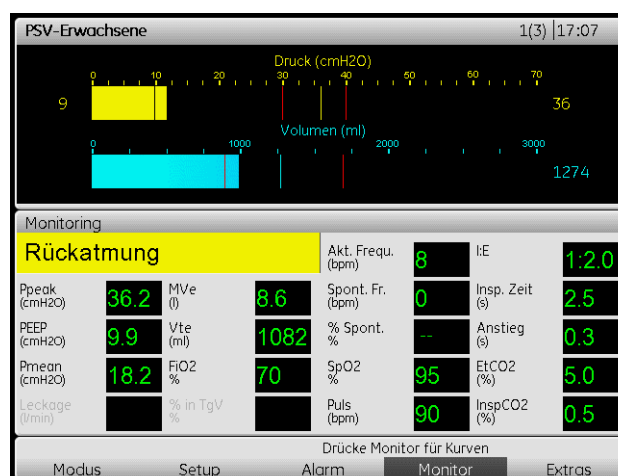 PSV-Erwachsene 1(3) 17:07
Druck (cmH2O)
0 10 20 30 40 50 60 70
9 36
Volumen (ml)
0 1000 2000 3000
1274
Monitoring
Rückatmung
Akt. Frequ. (bpm) 8 I:E 1:2.0
Ppeak (cmH2O) 36.2 MVe (l) 8.6 Spont. Fr. (bpm) 0 Insp. Zeit (s) 2.5
PEEP (cmH2O) 9.9 Vte (ml) 1082 % Spont. % -- Anstieg (s) 0.3
Pmean (cmH2O) 18.2 FiO2 % 70 SpO2 % 95 EtCO2 (%) 5.0
Leckage (l/min) % in TgV % Puls (bpm) 90 InspCO2 (%) 0.5
Drücke Monitor für Kurven
Modus Setup Alarm Monitor Extras